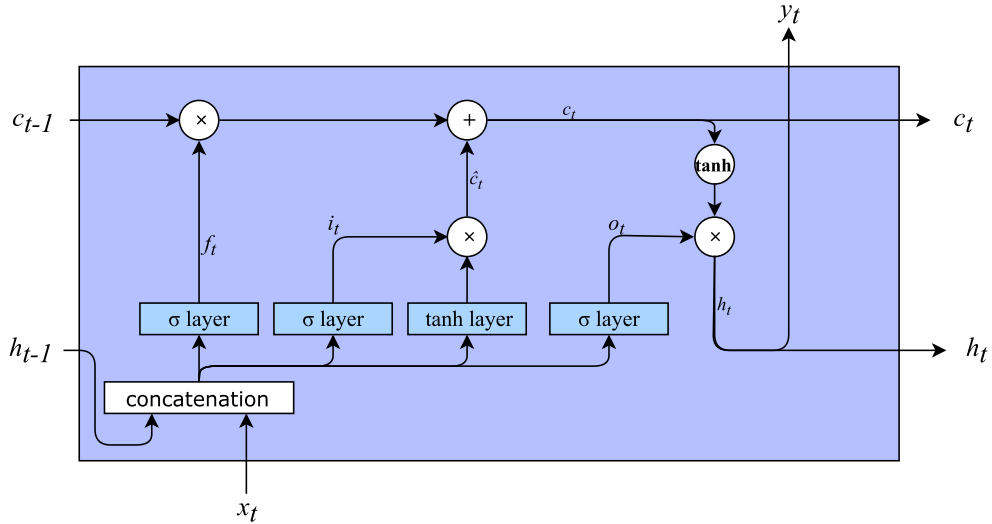 y_t
c_{t-1}
×
+
c_t
c_t
tanh
ĉ_t
f_t
i_t
×
o_t
×
h_t
σ layer
σ layer
tanh layer
σ layer
h_{t-1}
h_t
concatenation
x_t